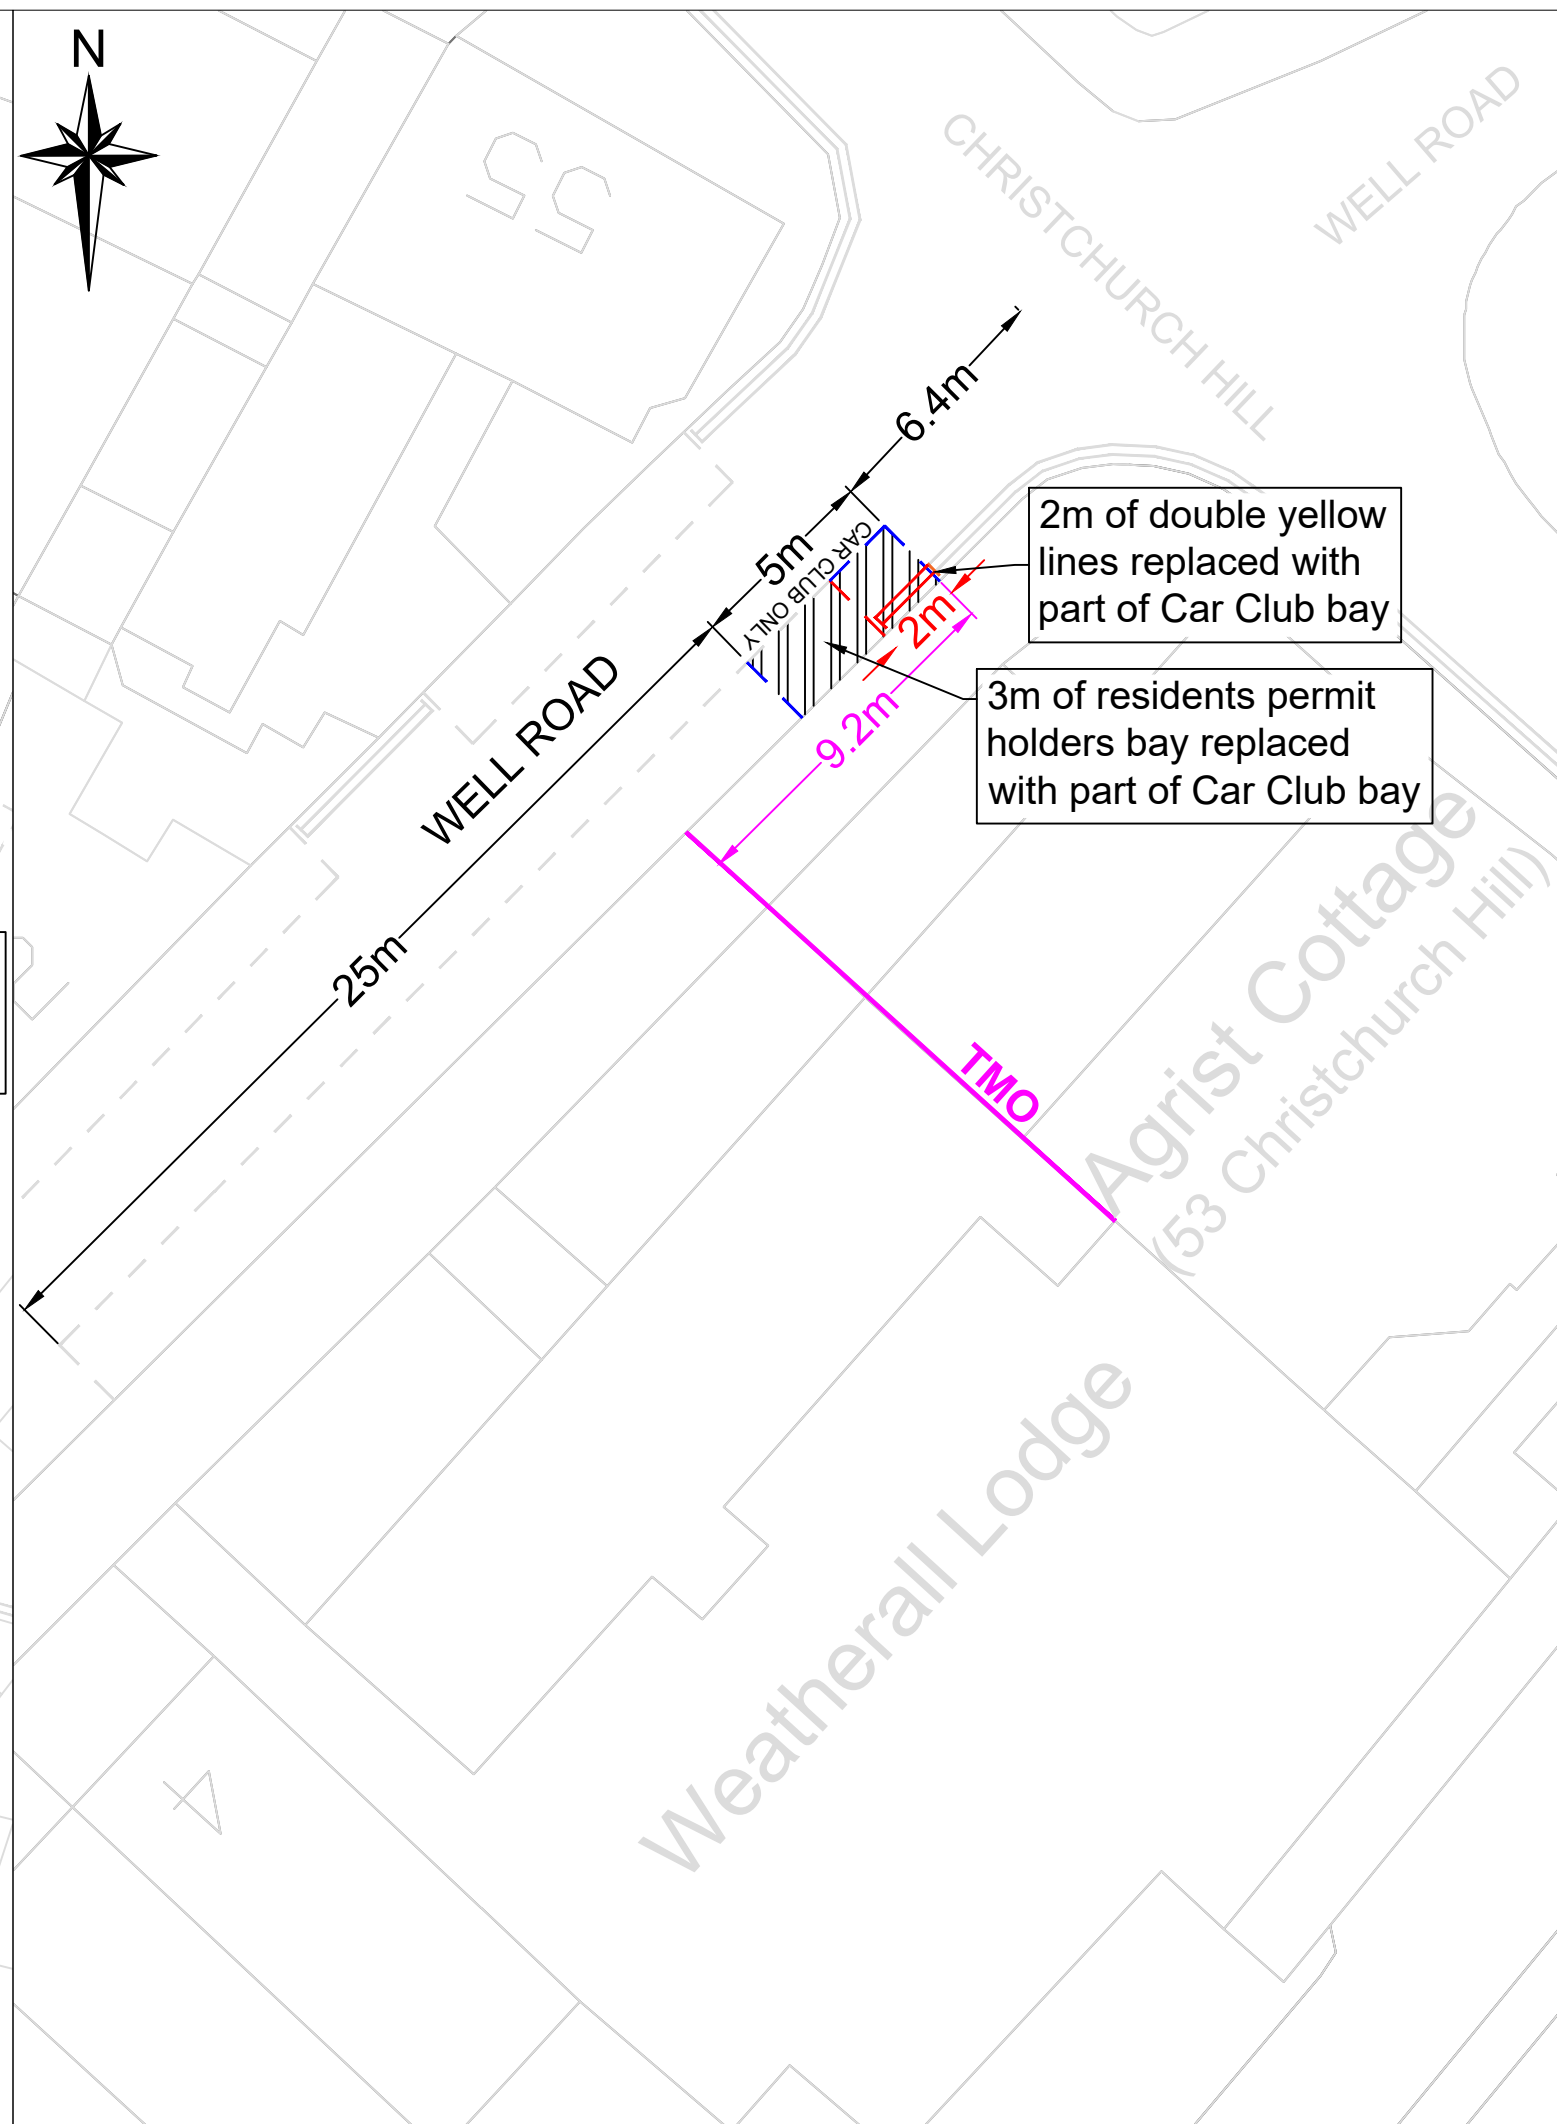 N
55
CHRISTCHURCH HILL
WELL ROAD
6.4m
5m
CAR CLUB ONLY
2m of double yellow
lines replaced with
part of Car Club bay
2m
3m of residents permit
holders bay replaced
with part of Car Club bay
9.2m
WELL ROAD
25m
TMO
Agrist Cottage
(53 Christchurch Hill)
Weatherall Lodge
4